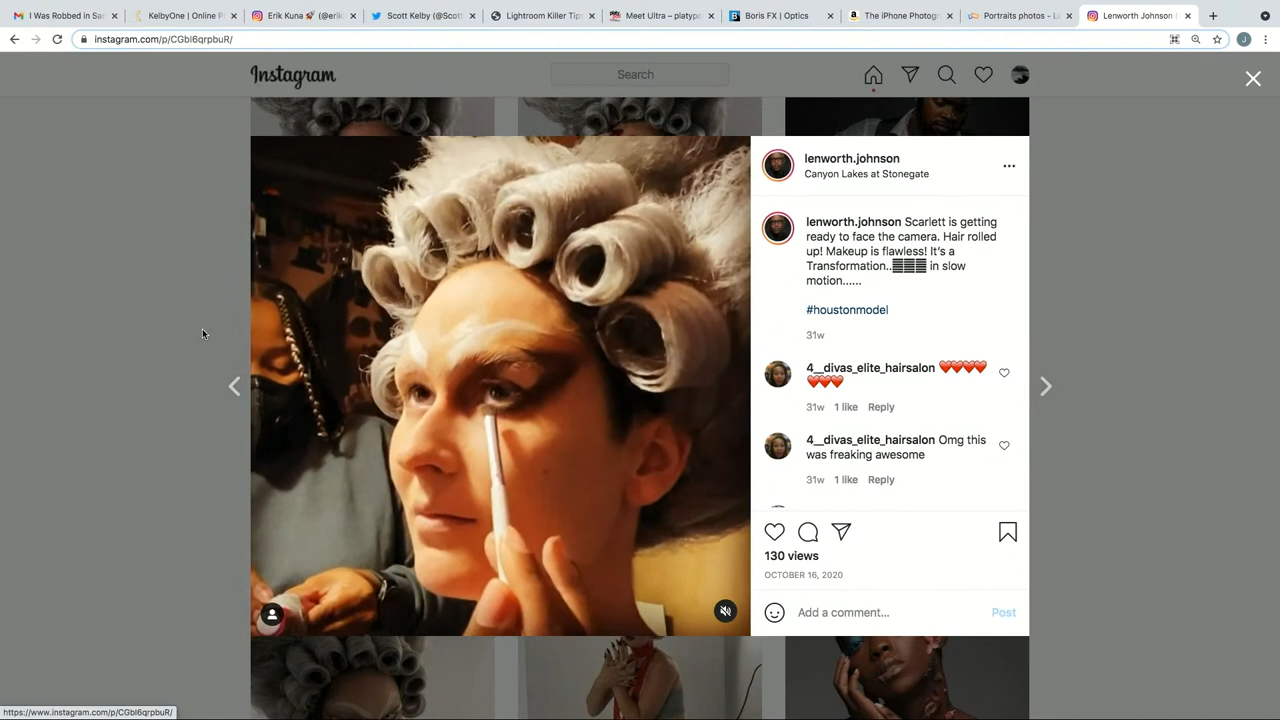 I Was Robbed in San
KelbyOne | Online P
Erik Kuna 🚀 (@erik
Scott Kelby (@Scott
Lightroom Killer Tip
Meet Ultra – platyp
Boris FX | Optics
The iPhone Photog
Portraits photos - L
Lenworth Johnson (
instagram.com/p/CGbl6qrpbuR/
J
Instagram
Search
lenworth.johnson
Canyon Lakes at Stonegate
lenworth.johnson Scarlett is getting
ready to face the camera. Hair rolled
up! Makeup is flawless! It's a
Transformation.. in slow
motion......
#houstonmodel
31w
4__divas_elite_hairsalon ❤️❤️❤️❤️
❤️❤️❤️
31w 1 like Reply
4__divas_elite_hairsalon Omg this
was freaking awesome
31w 1 like Reply
130 views
OCTOBER 16, 2020
Add a comment... Post
https://www.instagram.com/p/CGbl6qrpbuR/